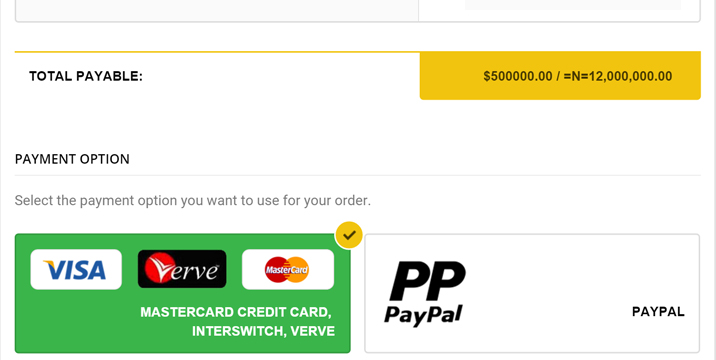 TOTAL PAYABLE:
$500000.00 / =N=12,000,000.00
PAYMENT OPTION
Select the payment option you want to use for your order.
VISA
Verve
MasterCard
MASTERCARD CREDIT CARD,
INTERSWITCH, VERVE
PP
PayPal
PAYPAL